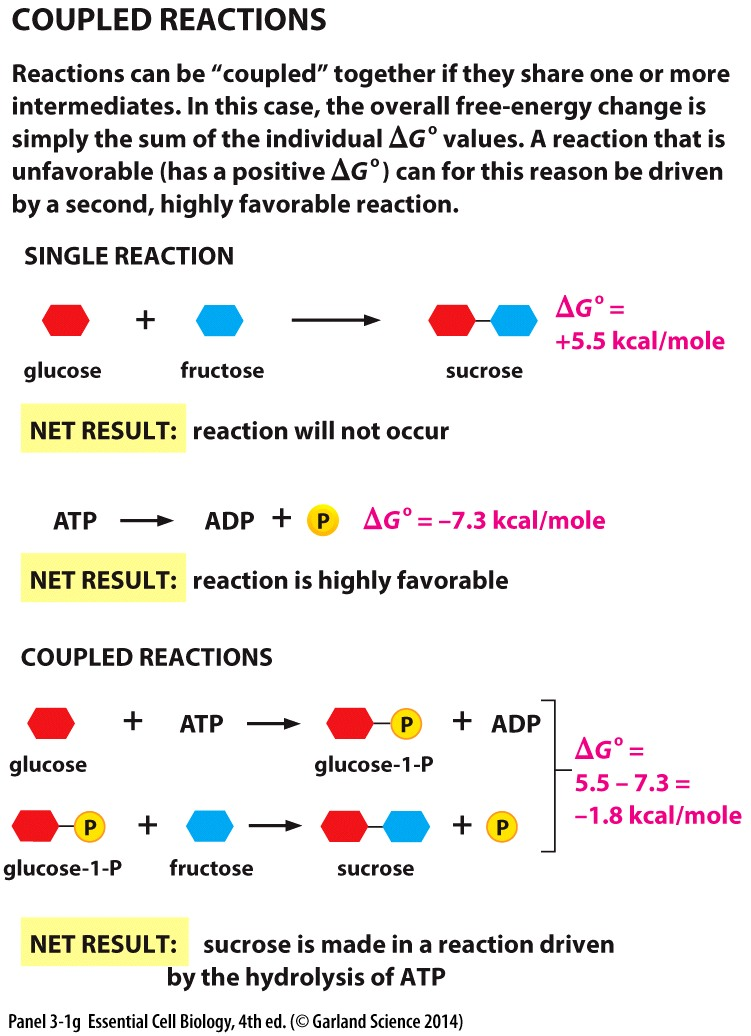 COUPLED REACTIONS
Reactions can be “coupled” together if they share one or more
intermediates. In this case, the overall free-energy change is
simply the sum of the individual ΔG° values. A reaction that is
unfavorable (has a positive ΔG°) can for this reason be driven
by a second, highly favorable reaction.
SINGLE REACTION
+
ΔG° =
+5.5 kcal/mole
glucose fructose sucrose
NET RESULT: reaction will not occur
ATP ADP + P ΔG° = –7.3 kcal/mole
NET RESULT: reaction is highly favorable
COUPLED REACTIONS
+ ATP P + ADP
glucose glucose-1-P
ΔG° =
5.5 – 7.3 =
–1.8 kcal/mole
P + + P
glucose-1-P fructose sucrose
NET RESULT: sucrose is made in a reaction driven
by the hydrolysis of ATP
Panel 3-1g Essential Cell Biology, 4th ed. (© Garland Science 2014)